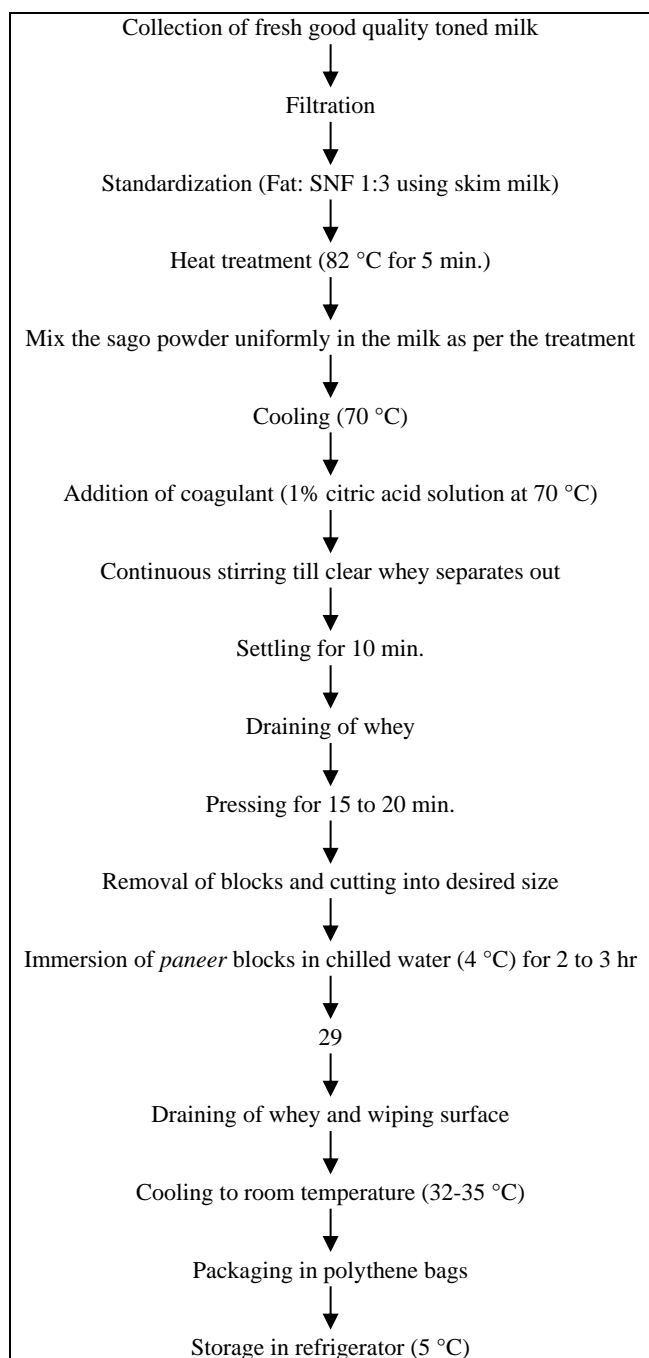 Collection of fresh good quality toned milk
Filtration
Standardization (Fat: SNF 1:3 using skim milk)
Heat treatment (82 °C for 5 min.)
Mix the sago powder uniformly in the milk as per the treatment
Cooling (70 °C)
Addition of coagulant (1% citric acid solution at 70 °C)
Continuous stirring till clear whey separates out
Settling for 10 min.
Draining of whey
Pressing for 15 to 20 min.
Removal of blocks and cutting into desired size
Immersion of paneer blocks in chilled water (4 °C) for 2 to 3 hr
29
Draining of whey and wiping surface
Cooling to room temperature (32-35 °C)
Packaging in polythene bags
Storage in refrigerator (5 °C)